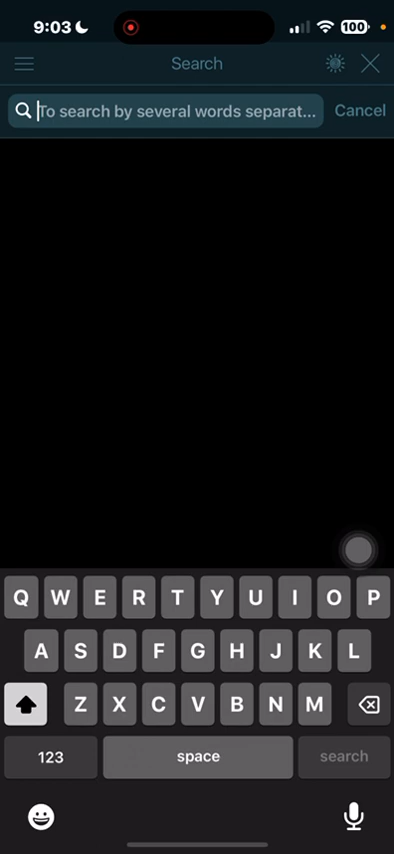 9:03
100
Search
To search by several words separat...
Cancel
Q W E R T Y U I O P
A S D F G H J K L
Z X C V B N M
123 space search